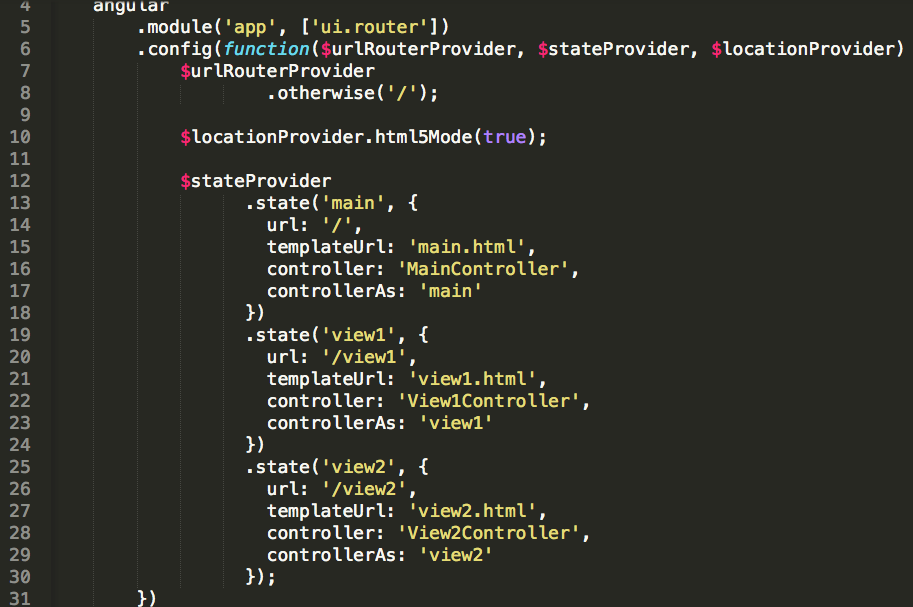 4 angular
5 .module('app', ['ui.router'])
6 .config(function($urlRouterProvider, $stateProvider, $locationProvider)
7 $urlRouterProvider
8 .otherwise('/');
9
10 $locationProvider.html5Mode(true);
11
12 $stateProvider
13 .state('main', {
14 url: '/',
15 templateUrl: 'main.html',
16 controller: 'MainController',
17 controllerAs: 'main'
18 })
19 .state('view1', {
20 url: '/view1',
21 templateUrl: 'view1.html',
22 controller: 'View1Controller',
23 controllerAs: 'view1'
24 })
25 .state('view2', {
26 url: '/view2',
27 templateUrl: 'view2.html',
28 controller: 'View2Controller',
29 controllerAs: 'view2'
30 });
31 })